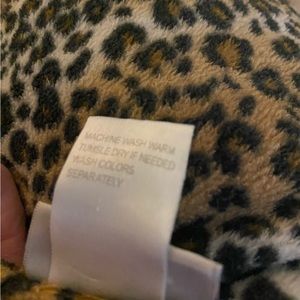 MACHINE WASH WARM
TUMBLE DRY IF NEEDED
WASH COLORS
SEPARATELY